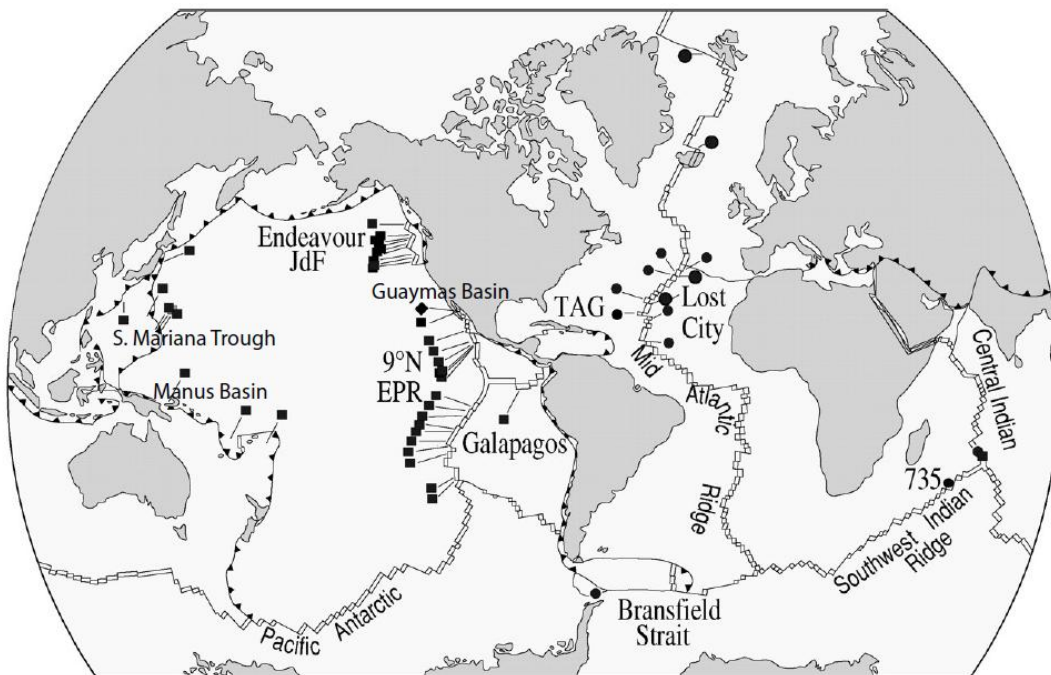 Endeavour
JdF
Guaymas Basin
TAG
Lost
City
S. Mariana Trough
9°N
EPR
Manus Basin
Galapagos
Mid
Atlantic
Ridge
Central Indian
735
Southwest Indian
Ridge
Bransfield
Strait
Pacific Antarctic